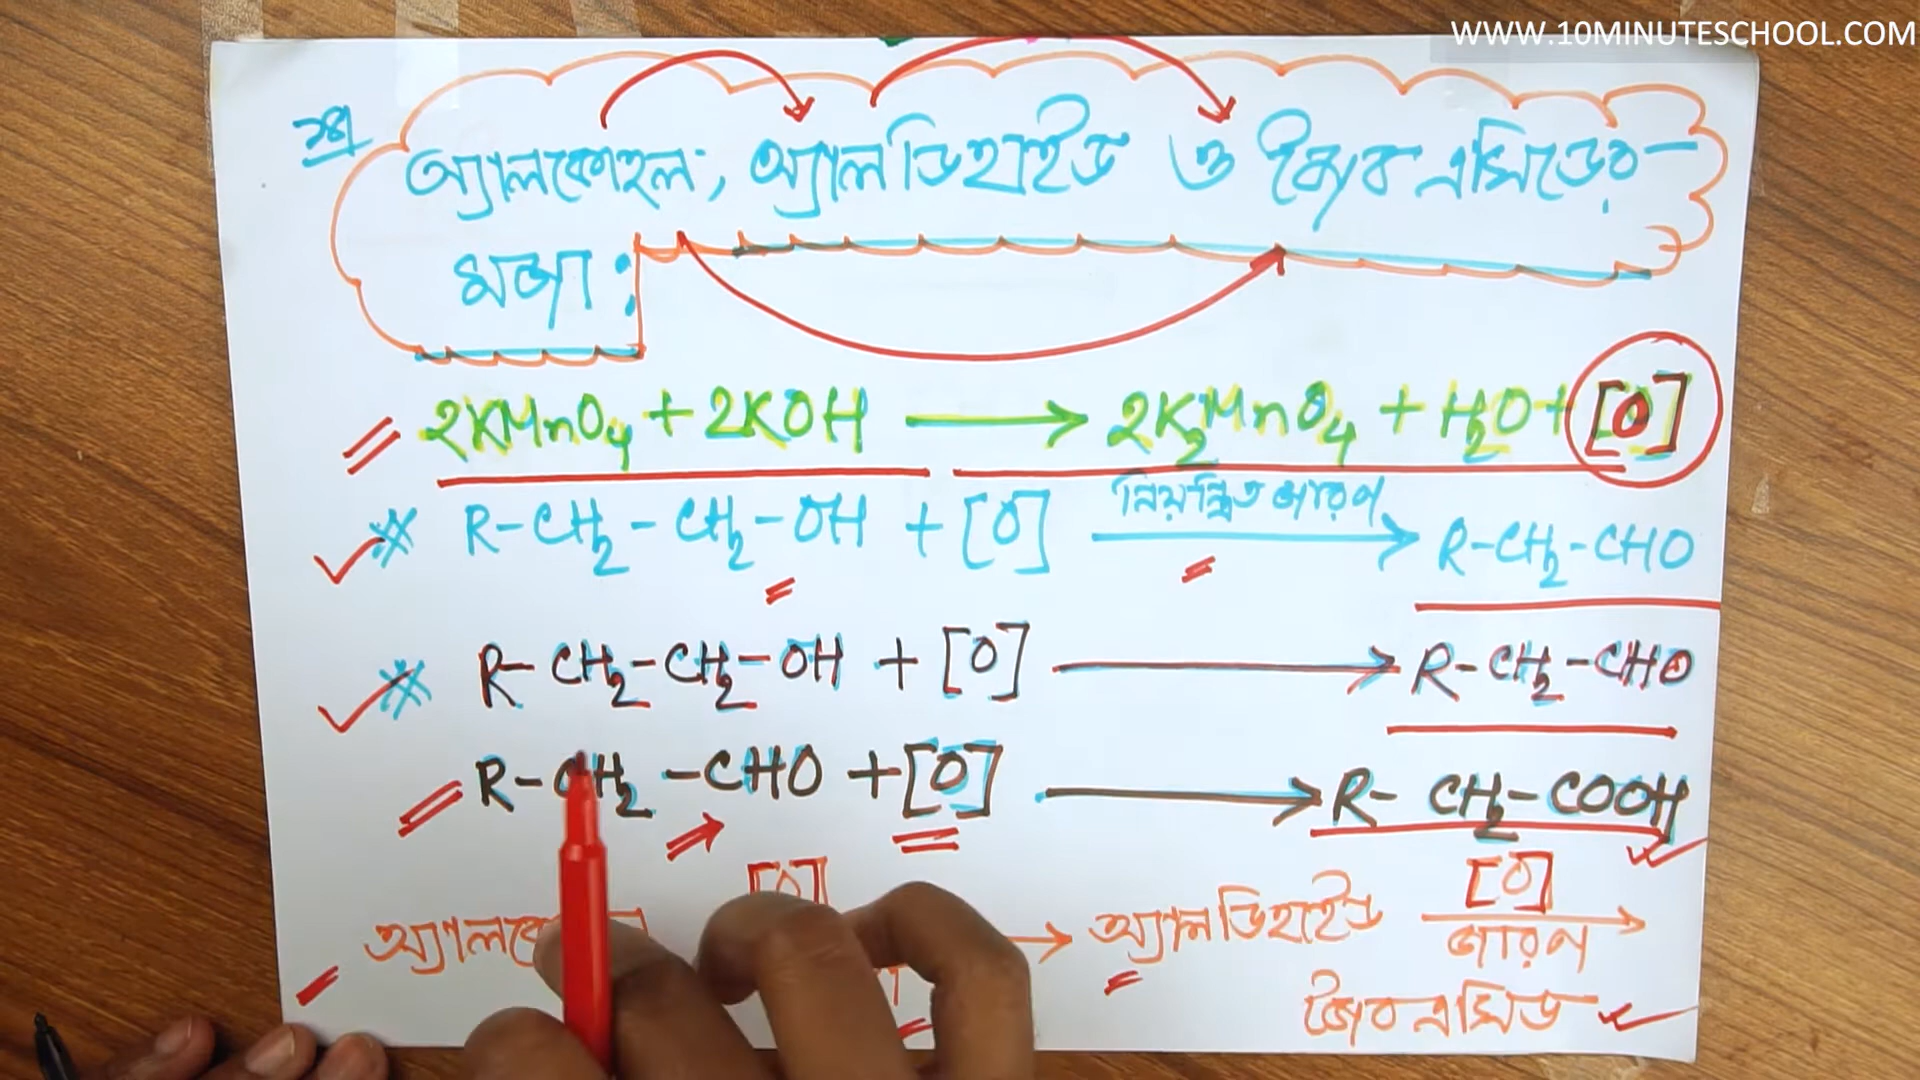 WWW.10MINUTESCHOOL.COM
অ্যালকোহল, অ্যালডিহাইড ও জৈব এসিডের
মজা:
2KMnO4 + 2KOH → 2K2MnO4 + H2O + [O]
R-CH2-CH2-OH + [O] নিয়ন্ত্রিত জারণ → R-CH2-CHO
R-CH2-CH2-OH + [O] → R-CH2-CHO
R-CH2-CHO + [O] → R-CH2-COOH
[O] → অ্যালডিহাইড [O] জারণ →
জৈব এসিড